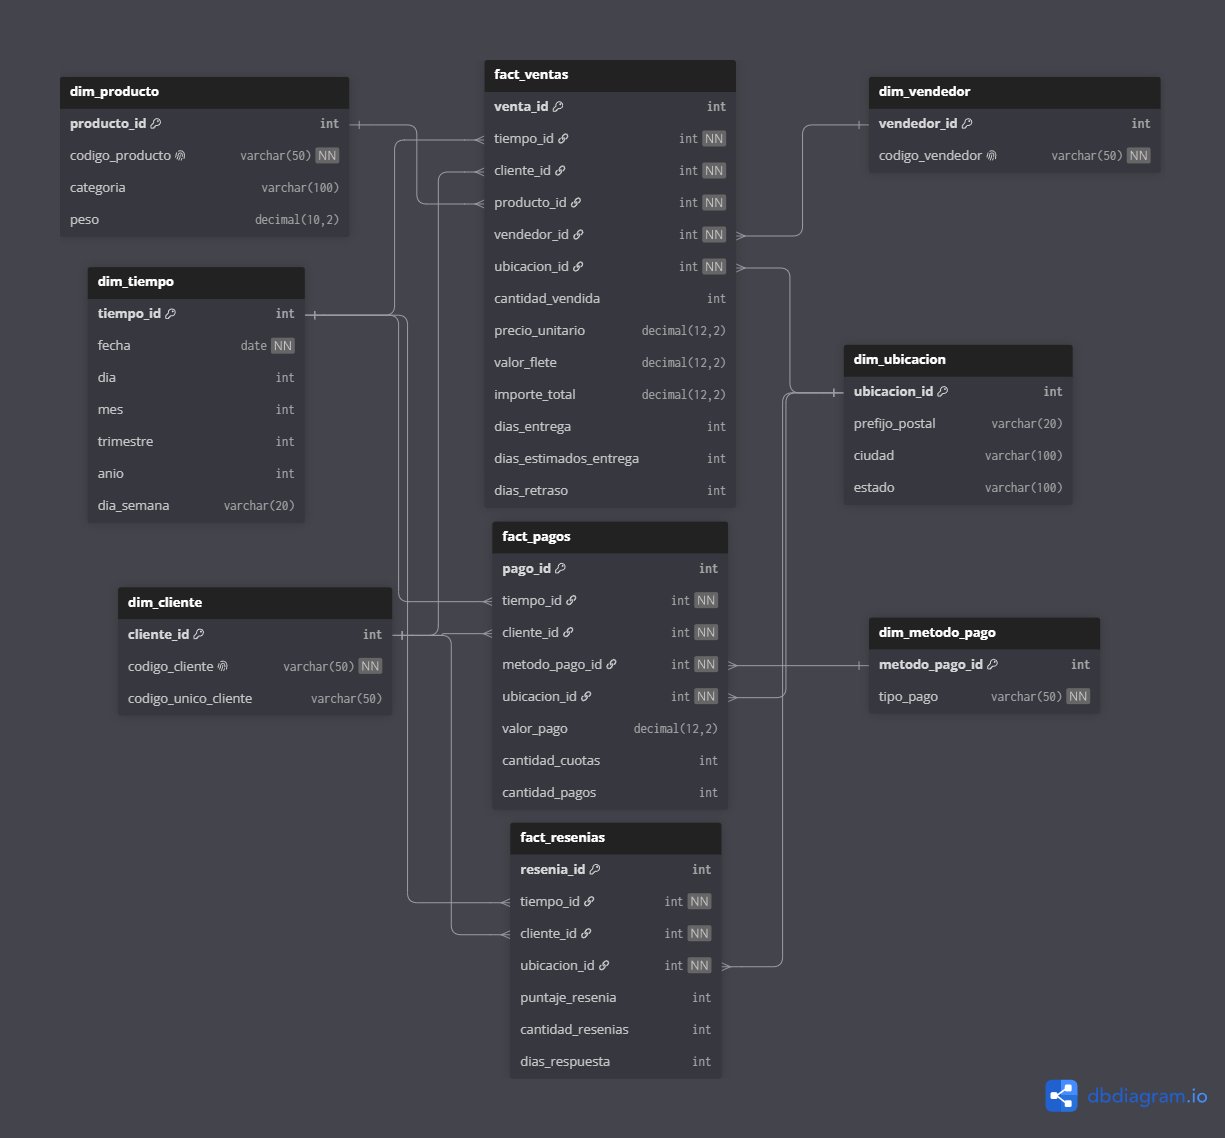 dim_producto
producto_id int
codigo_producto varchar(50) NN
categoria varchar(100)
peso decimal(10,2)
dim_tiempo
tiempo_id int
fecha date NN
dia int
mes int
trimestre int
anio int
dia_semana varchar(20)
dim_cliente
cliente_id int
codigo_cliente varchar(50) NN
codigo_unico_cliente varchar(50)
fact_ventas
venta_id int
tiempo_id int NN
cliente_id int NN
producto_id int NN
vendedor_id int NN
ubicacion_id int NN
cantidad_vendida int
precio_unitario decimal(12,2)
valor_flete decimal(12,2)
importe_total decimal(12,2)
dias_entrega int
dias_estimados_entrega int
dias_retraso int
fact_pagos
pago_id int
tiempo_id int NN
cliente_id int NN
metodo_pago_id int NN
ubicacion_id int NN
valor_pago decimal(12,2)
cantidad_cuotas int
cantidad_pagos int
fact_resenias
resenia_id int
tiempo_id int NN
cliente_id int NN
ubicacion_id int NN
puntaje_resenia int
cantidad_resenias int
dias_respuesta int
dim_vendedor
vendedor_id int
codigo_vendedor varchar(50) NN
dim_ubicacion
ubicacion_id int
prefijo_postal varchar(20)
ciudad varchar(100)
estado varchar(100)
dim_metodo_pago
metodo_pago_id int
tipo_pago varchar(50) NN
dbdiagram.io